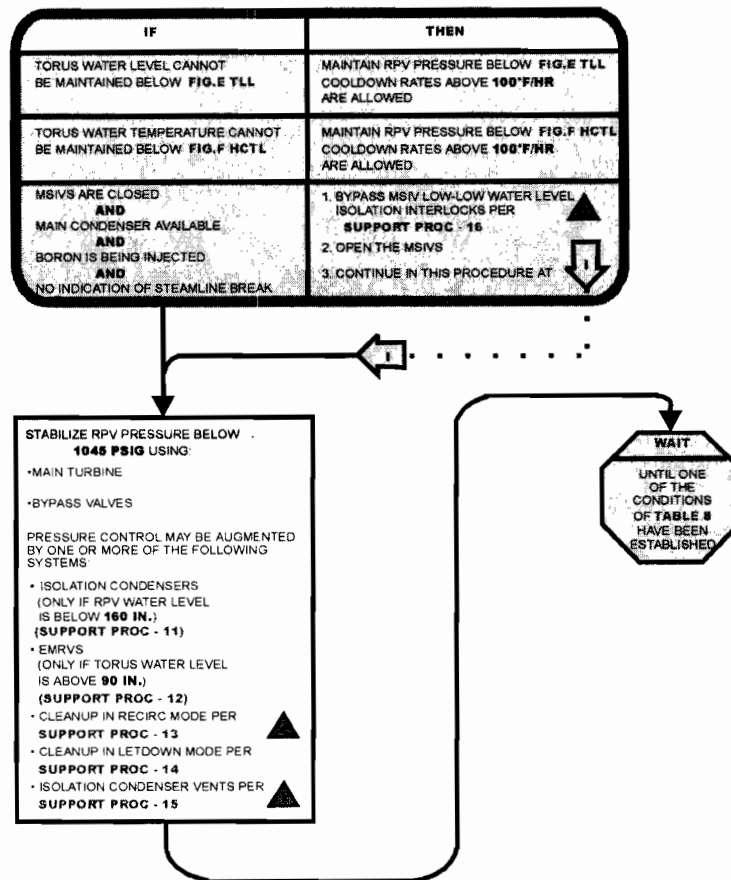 IF
THEN
TORUS WATER LEVEL CANNOT
BE MAINTAINED BELOW FIG.E TLL
MAINTAIN RPV PRESSURE BELOW FIG.E TLL
COOLDOWN RATES ABOVE 100°F/HR
ARE ALLOWED
TORUS WATER TEMPERATURE CANNOT
BE MAINTAINED BELOW FIG.F HCTL
MAINTAIN RPV PRESSURE BELOW FIG.F HCTL
COOLDOWN RATES ABOVE 100°F/HR
ARE ALLOWED
MSIVS ARE CLOSED
AND
MAIN CONDENSER AVAILABLE
AND
BORON IS BEING INJECTED
AND
NO INDICATION OF STEAMLINE BREAK
1. BYPASS MSIV LOW-LOW WATER LEVEL
ISOLATION INTERLOCKS PER
SUPPORT PROC - 16
2. OPEN THE MSIVS
3. CONTINUE IN THIS PROCEDURE AT
I
I
STABILIZE RPV PRESSURE BELOW
1045 PSIG USING:
•MAIN TURBINE
•BYPASS VALVES
PRESSURE CONTROL MAY BE AUGMENTED
BY ONE OR MORE OF THE FOLLOWING
SYSTEMS:
• ISOLATION CONDENSERS
(ONLY IF RPV WATER LEVEL
IS BELOW 160 IN.)
(SUPPORT PROC - 11)
• EMRVS
(ONLY IF TORUS WATER LEVEL
IS ABOVE 90 IN.)
(SUPPORT PROC - 12)
• CLEANUP IN RECIRC MODE PER
SUPPORT PROC - 13
• CLEANUP IN LETDOWN MODE PER
SUPPORT PROC - 14
• ISOLATION CONDENSER VENTS PER
SUPPORT PROC - 15
WAIT
UNTIL ONE
OF THE
CONDITIONS
OF TABLE 8
HAVE BEEN
ESTABLISHED